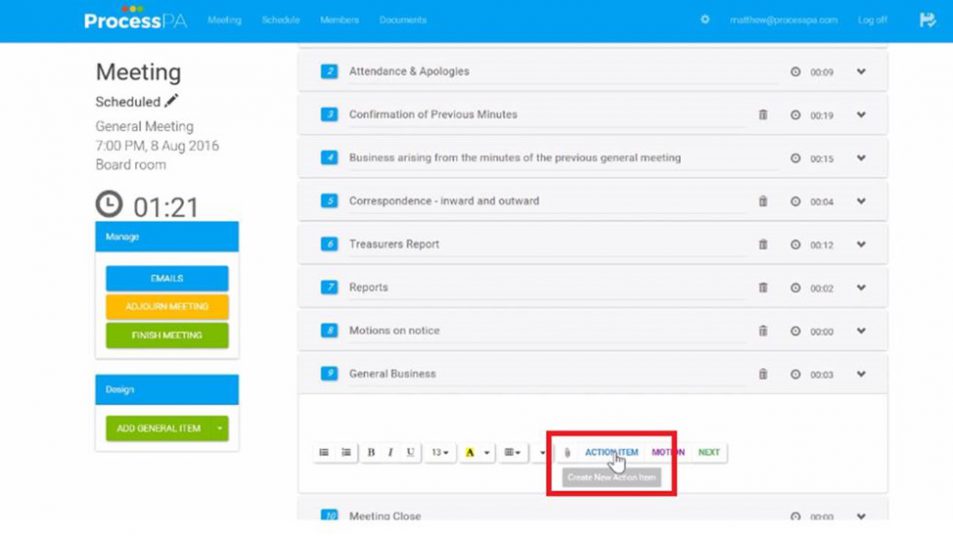 ProcessPA Meeting Schedule Members Documents matthew@processpa.com Log off
Meeting
Scheduled
General Meeting
7:00 PM, 8 Aug 2016
Board room
01:21
Manage
EMAILS
ADJOURN MEETING
FINISH MEETING
Design
ADD GENERAL ITEM
2 Attendance & Apologies 00:09
3 Confirmation of Previous Minutes 00:19
4 Business arising from the minutes of the previous general meeting 00:15
5 Correspondence - inward and outward 00:04
6 Treasurers Report 00:12
7 Reports 00:02
8 Motions on notice 00:00
9 General Business 00:03
B I U 13 A ACTION ITEM MOTION NEXT
Create New Action Item
10 Meeting Close 00:00